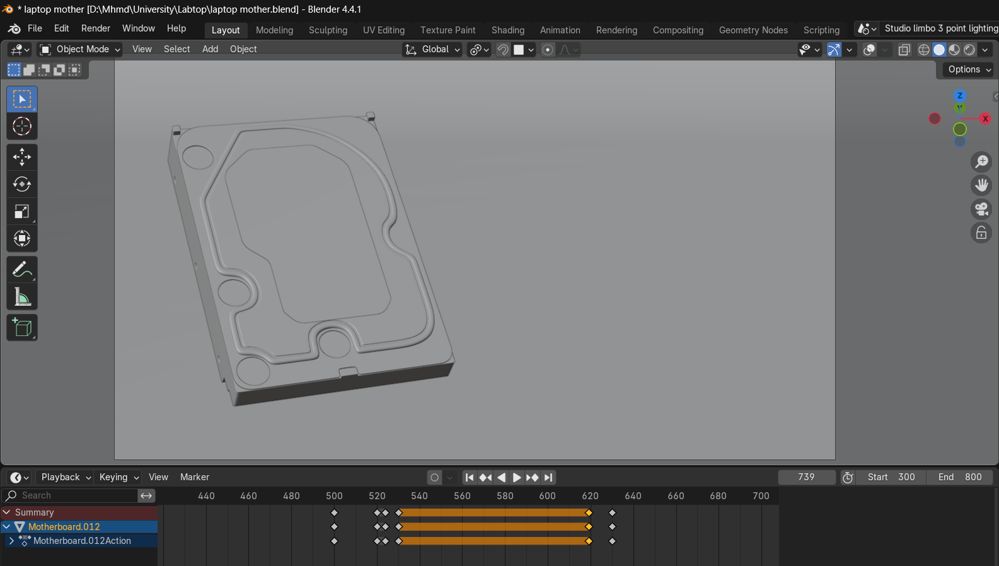 * laptop mother [D:\Mhmd\University\Labtop\laptop mother.blend] - Blender 4.4.1
File Edit Render Window Help Layout Modeling Sculpting UV Editing Texture Paint Shading Animation Rendering Compositing Geometry Nodes Scripting Studio limbo 3 point lighting
Object Mode View Select Add Object Global
Options
Z
Y
X
Playback Keying View Marker 739 Start 300 End 800
Search 440 460 480 500 520 540 560 580 600 620 640 660 680 700
Summary
Motherboard.012
Motherboard.012Action